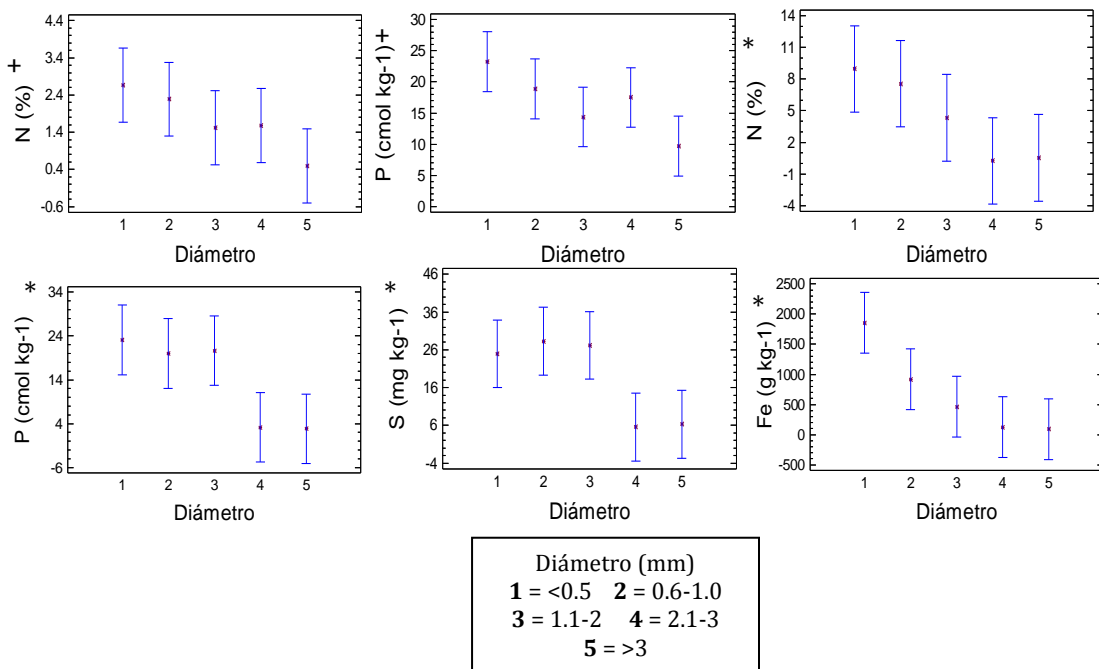 4.4
3.4
2.4
1.4
0.4
-0.6
N (%) +
1 2 3 4 5
Diámetro
30
25
20
15
10
5
0
P (cmol kg-1)+
1 2 3 4 5
Diámetro
14
11
8
5
2
-1
-4
N (%) *
1 2 3 4 5
Diámetro
34
24
14
4
-6
P (cmol kg-1) *
1 2 3 4 5
Diámetro
46
36
26
16
6
-4
S (mg kg-1) *
1 2 3 4 5
Diámetro
2500
2000
1500
1000
500
0
-500
Fe (g kg-1) *
1 2 3 4 5
Diámetro
Diámetro (mm)
1 = <0.5 2 = 0.6-1.0
3 = 1.1-2 4 = 2.1-3
5 = >3